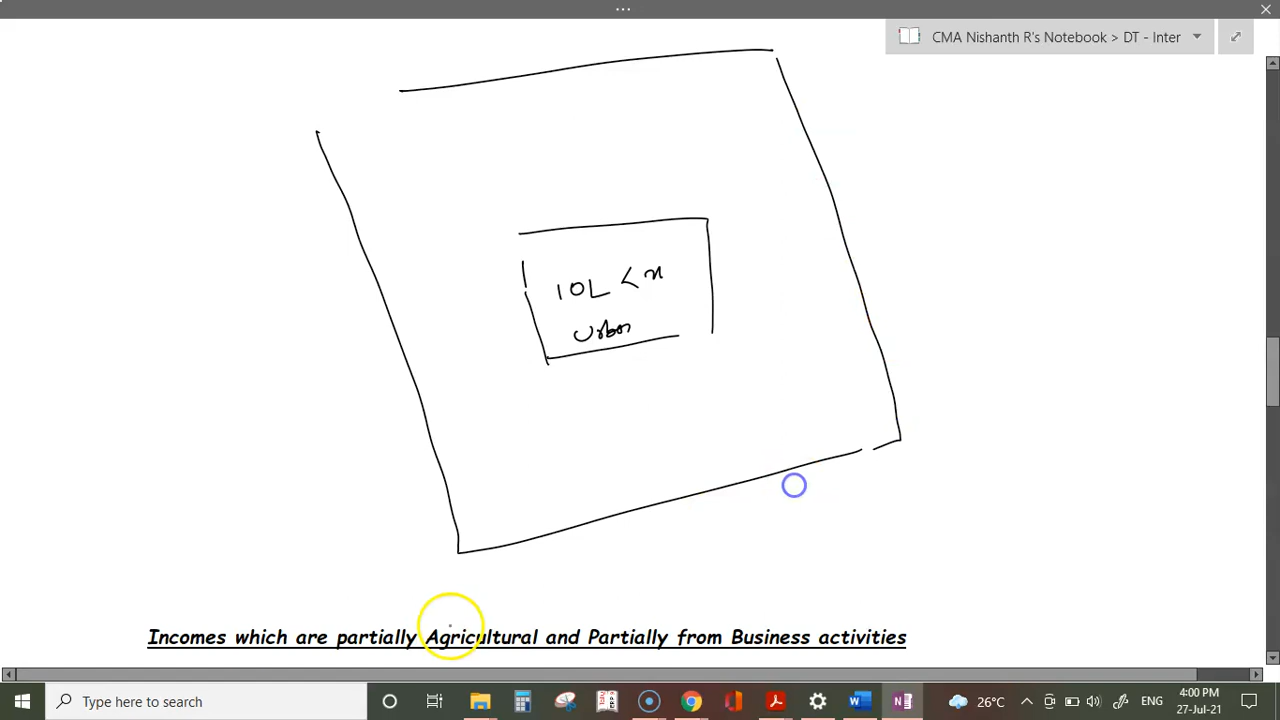 ...
CMA Nishanth R's Notebook > DT - Inter
10L < x
Urban
Incomes which are partially Agricultural and Partially from Business activities
Type here to search
26°C
ENG
4:00 PM
27-Jul-21